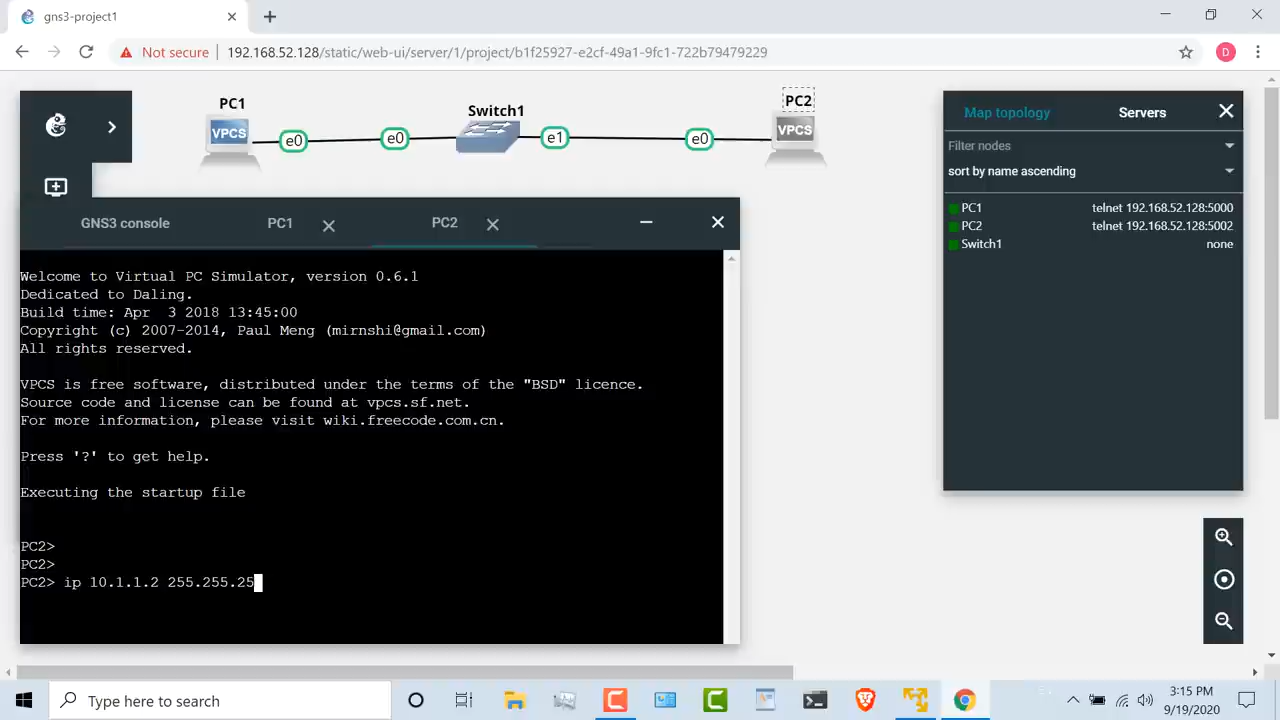 gns3-project1
Not secure
192.168.52.128/static/web-ui/server/1/project/b1f25927-e2cf-49a1-9fc1-722b79479229
D
PC1
Switch1
PC2
VPCS
e0
e0
e1
e0
VPCS
Map topology
Servers
Filter nodes
sort by name ascending
PC1 telnet 192.168.52.128:5000
PC2 telnet 192.168.52.128:5002
Switch1 none
GNS3 console
PC1
PC2
Welcome to Virtual PC Simulator, version 0.6.1
Dedicated to Daling.
Build time: Apr  3 2018 13:45:00
Copyright (c) 2007-2014, Paul Meng (mirnshi@gmail.com)
All rights reserved.
VPCS is free software, distributed under the terms of the "BSD" licence.
Source code and license can be found at vpcs.sf.net.
For more information, please visit wiki.freecode.com.cn.
Press '?' to get help.
Executing the startup file
PC2>
PC2>
PC2> ip 10.1.1.2 255.255.25
Type here to search
3:15 PM
9/19/2020